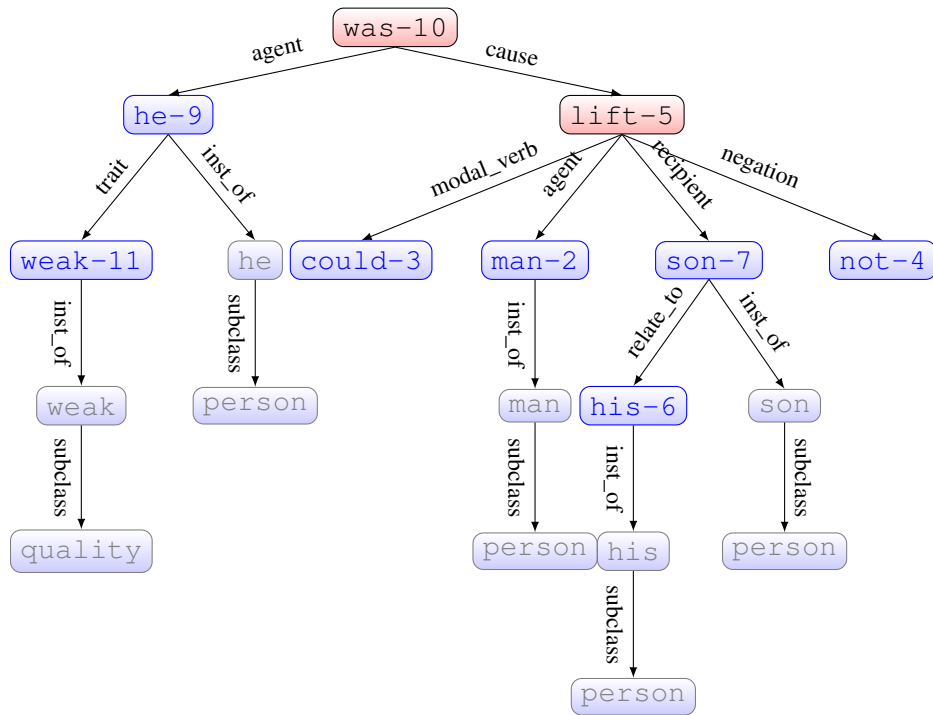 was-10
agent cause
he-9 lift-5
trait inst_of modal_verb agent recipient negation
weak-11 he could-3 man-2 son-7 not-4
inst_of subclass inst_of relate_to inst_of
weak person man his-6 son
subclass subclass inst_of subclass
quality person his person
subclass
person